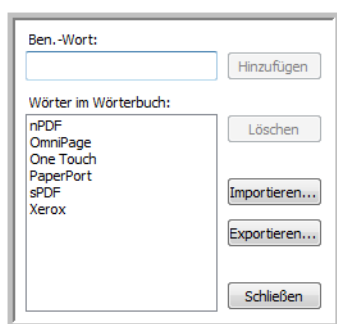 Ben.-Wort:
Hinzufügen
Wörter im Wörterbuch:
nPDF
OmniPage
One Touch
PaperPort
sPDF
Xerox
Löschen
Importieren...
Exportieren...
Schließen